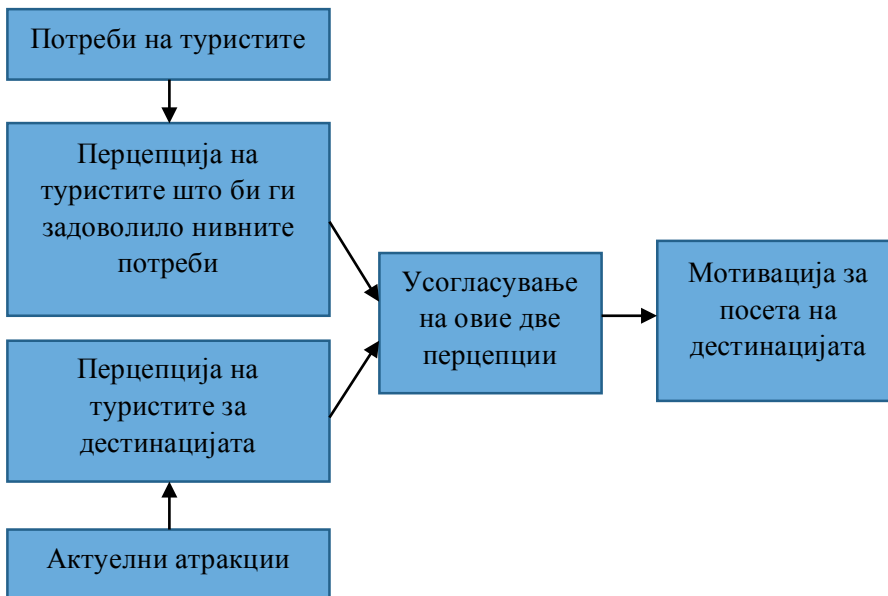 Потреби на туристите
Перцепција на
туристите што би ги
задоволило нивните
потреби
Перцепција на
туристите за
дестинацијата
Актуелни атракции
Усогласување
на овие две
перцепции
Мотивација за
посета на
дестинацијата